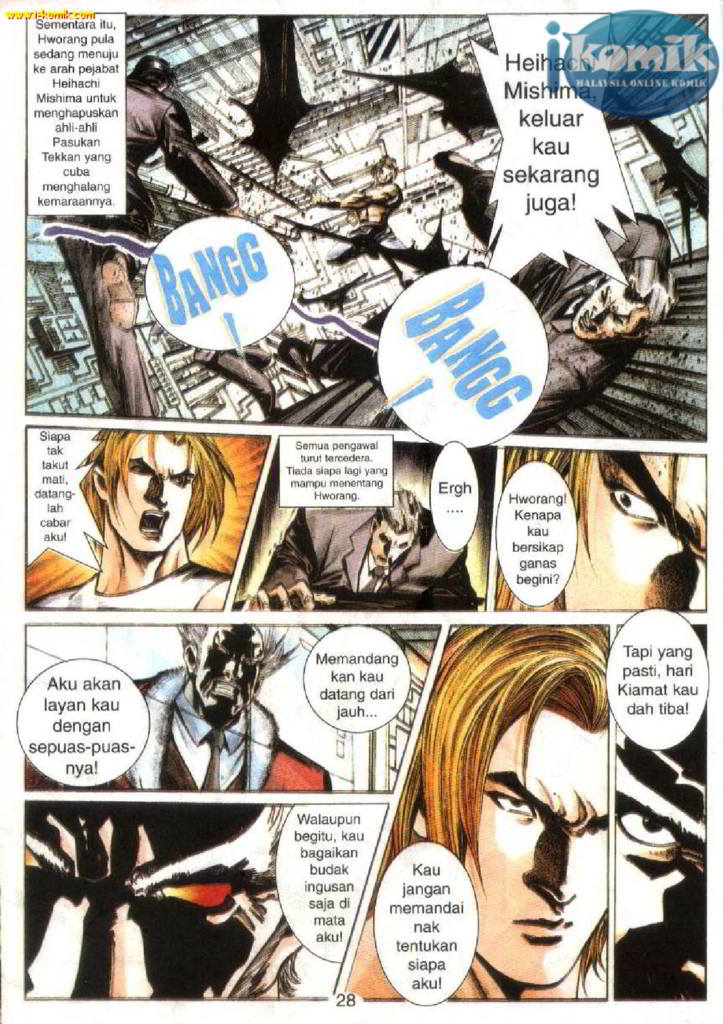 www.i-komik.com
ikomik
MALAYSIA ONLINE KOMIK
Sementara itu,
Hworang pula
sedang menuju
ke arah pejabat
Heihachi
Mishima untuk
menghapuskan
ahli-ahli
Pasukan
Tekkan yang
cuba
menghalang
kemaraannya.
Heihachi
Mishima,
keluar
kau
sekarang
juga!
BANGG
!
BANGG
!
Siapa
tak
takut
mati,
datang-
lah
cabar
aku!
Semua pengawal
turut tercedera.
Tiada siapa lagi yang
mampu menentang
Hworang.
Ergh
....
Hworang!
Kenapa
kau
bersikap
ganas
begini?
Aku akan
layan kau
dengan
sepuas-puas-
nya!
Memandang
kan kau
datang dari
jauh...
Tapi yang
pasti, hari
Kiamat kau
dah tiba!
Walaupun
begitu, kau
bagaikan
budak
ingusan
saja di
mata
aku!
Kau
jangan
memandai
nak
tentukan
siapa
aku!
28